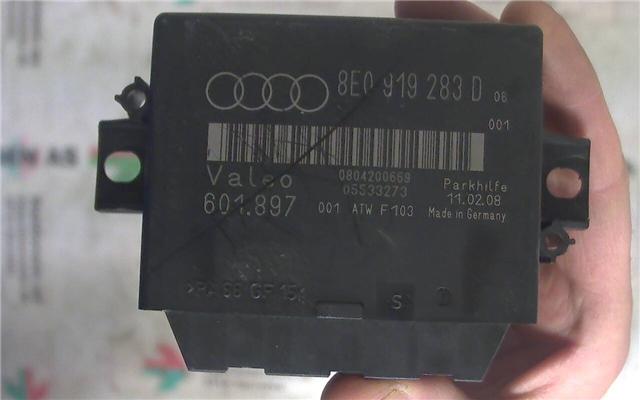 8E0 919 283 D 06
001
Valeo
0804200669
05533273
Parkhilfe
11.02.08
601.897
001 ATW F103
Made in Germany
S